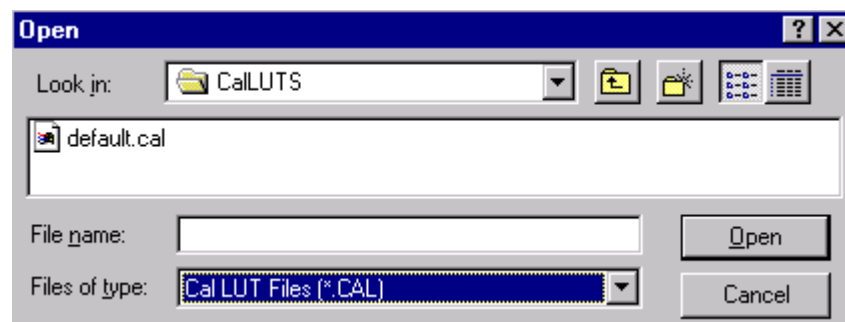 Open
Look in: CalLUTS
default.cal
File name: Open
Files of type: Cal LUT Files (*.CAL) Cancel